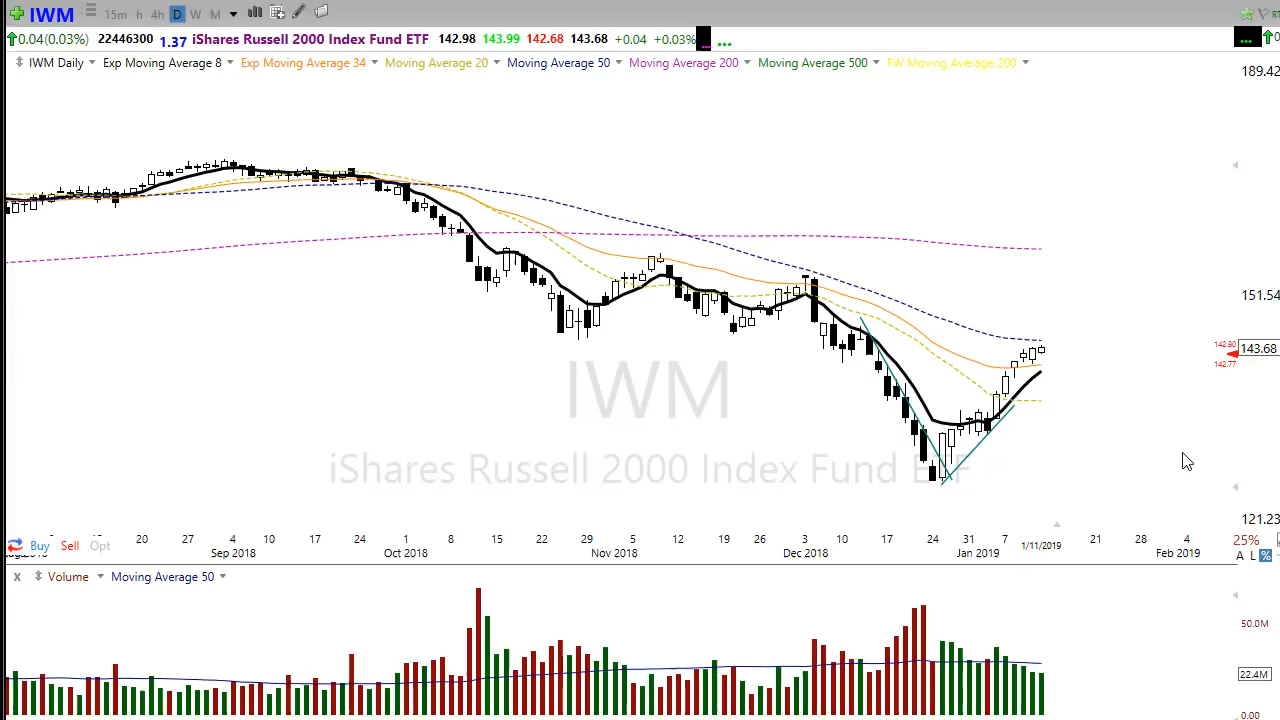 IWM 15m h 4h D W M
0.04(0.03%) 22446300 1.37 iShares Russell 2000 Index Fund ETF 142.98 143.99 142.68 143.68 +0.04 +0.03%
IWM Daily Exp Moving Average 8 Exp Moving Average 34 Moving Average 20 Moving Average 50 Moving Average 200 Moving Average 500 FW Moving Average 200
189.42
151.54
142.80
143.68
142.77
IWM
iShares Russell 2000 Index Fund ETF
121.23
20 27 4 10 17 24 1 8 15 22 29 5 12 19 26 3 10 17 24 31 7 1/11/2019 21 28 4
Sep 2018 Oct 2018 Nov 2018 Dec 2018 Jan 2019 Feb 2019
Buy Sell Opt
25%
A L %
X Volume Moving Average 50
50.0M
22.4M
0.00